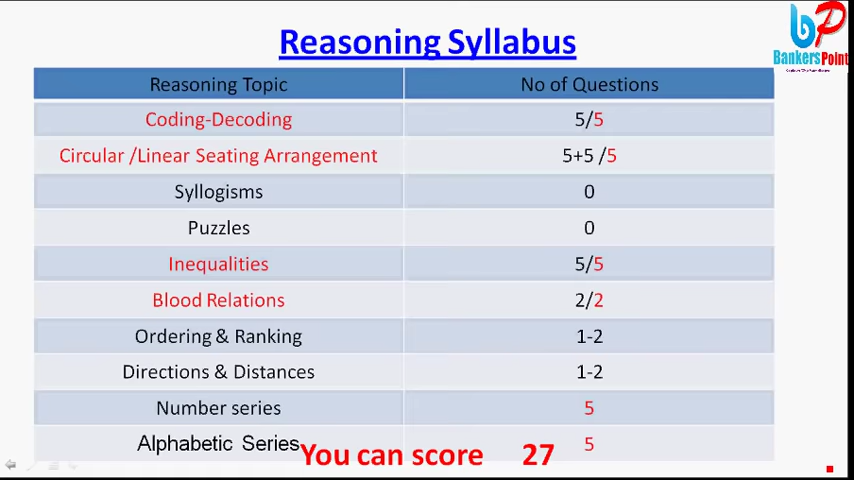 Reasoning Syllabus
bP
BankersPoint
Reasoning Topic No of Questions
Coding-Decoding 5/5
Circular /Linear Seating Arrangement 5+5 /5
Syllogisms 0
Puzzles 0
Inequalities 5/5
Blood Relations 2/2
Ordering & Ranking 1-2
Directions & Distances 1-2
Number series 5
Alphabetic Series 5
You can score 27